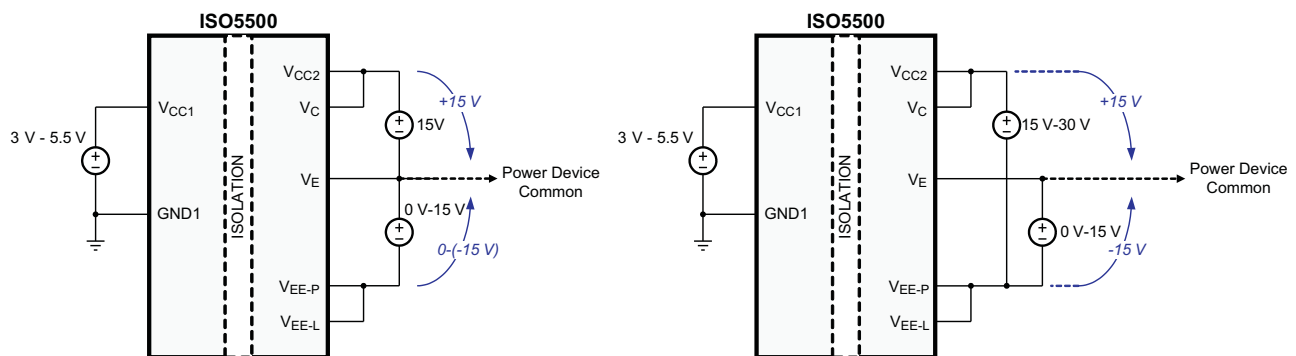 ISO5500
3 V - 5.5 V
VCC1
GND1
ISOLATION
VCC2
VC
VE
VEE-P
VEE-L
15V
0 V-15 V
+15 V
0-(-15 V)
Power Device
Common
ISO5500
3 V - 5.5 V
VCC1
GND1
ISOLATION
VCC2
VC
VE
VEE-P
VEE-L
15 V-30 V
0 V-15 V
+15 V
-15 V
Power Device
Common